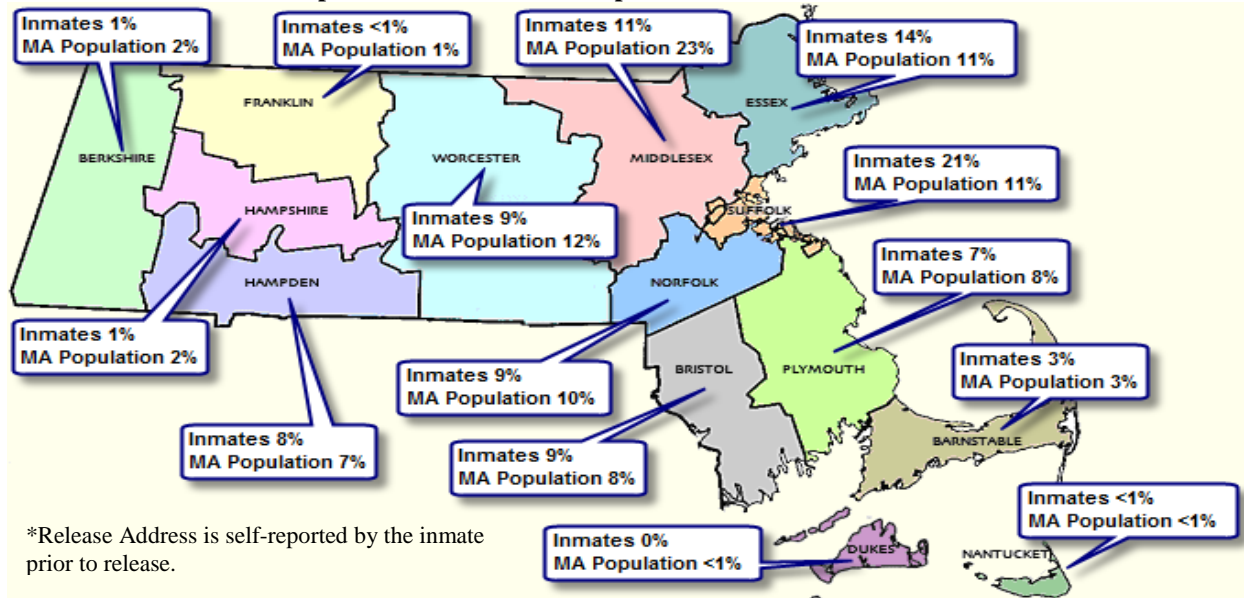 Inmates 1%
MA Population 2%
Inmates <1%
MA Population 1%
Inmates 11%
MA Population 23%
Inmates 14%
MA Population 11%
FRANKLIN
ESSEX
BERKSHIRE
WORCESTER
MIDDLESEX
Inmates 21%
MA Population 11%
HAMPSHIRE
SUFFOLK
Inmates 9%
MA Population 12%
Inmates 7%
MA Population 8%
HAMPDEN
NORFOLK
Inmates 1%
MA Population 2%
Inmates 9%
MA Population 10%
BRISTOL
PLYMOUTH
Inmates 3%
MA Population 3%
Inmates 8%
MA Population 7%
Inmates 9%
MA Population 8%
BARNSTABLE
Inmates <1%
MA Population <1%
*Release Address is self-reported by the inmate
prior to release.
Inmates 0%
MA Population <1%
DUKES
NANTUCKET